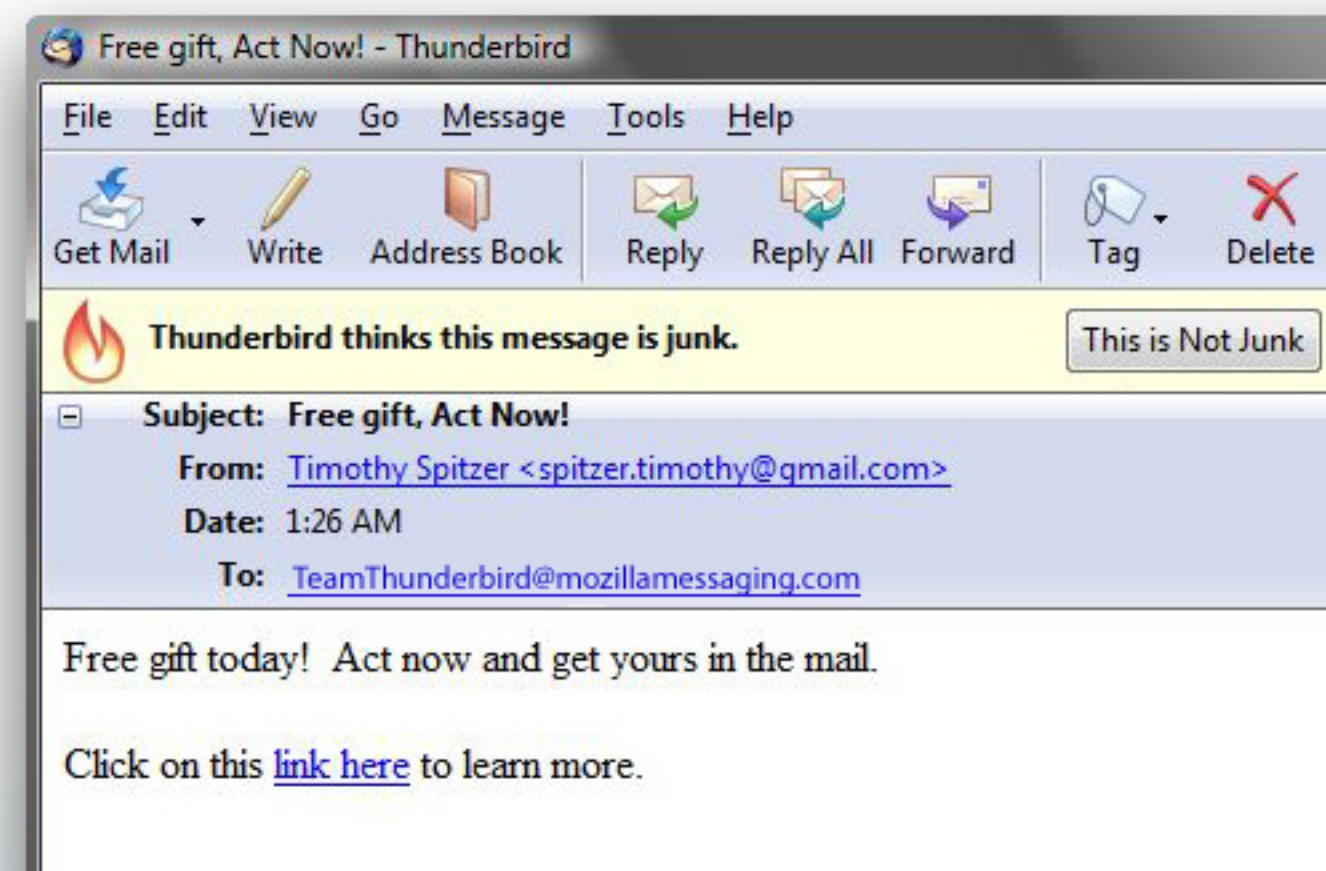 Free gift, Act Now! - Thunderbird
File Edit View Go Message Tools Help
Get Mail Write Address Book Reply Reply All Forward Tag Delete
Thunderbird thinks this message is junk. This is Not Junk
Subject: Free gift, Act Now!
From: Timothy Spitzer <spitzer.timothy@gmail.com>
Date: 1:26 AM
To: TeamThunderbird@mozillamessaging.com
Free gift today! Act now and get yours in the mail.
Click on this link here to learn more.